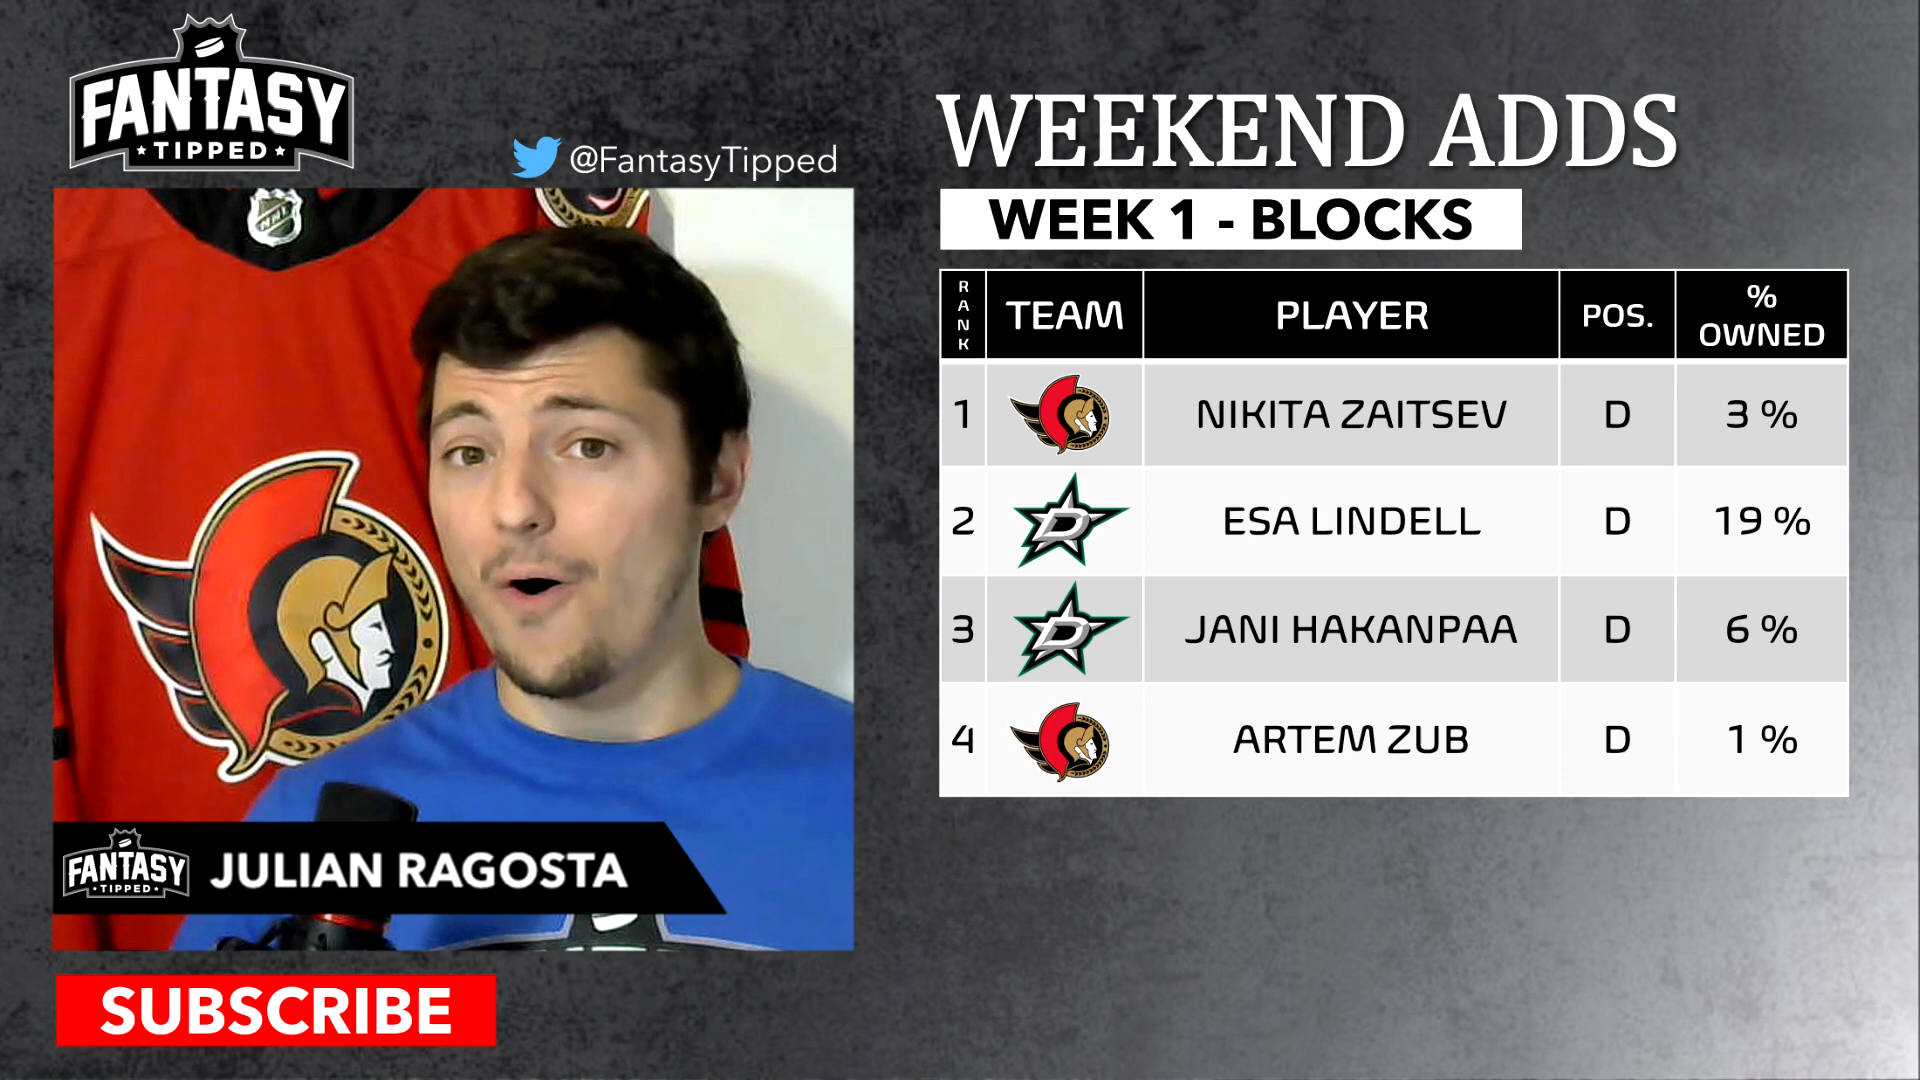 FANTASY
TIPPED
@FantasyTipped
WEEKEND ADDS
WEEK 1 - BLOCKS
RANK TEAM PLAYER POS. % OWNED
1 NIKITA ZAITSEV D 3 %
2 D ESA LINDELL D 19 %
3 D JANI HAKANPAA D 6 %
4 ARTEM ZUB D 1 %
NHL
FANTASY
TIPPED
JULIAN RAGOSTA
SUBSCRIBE